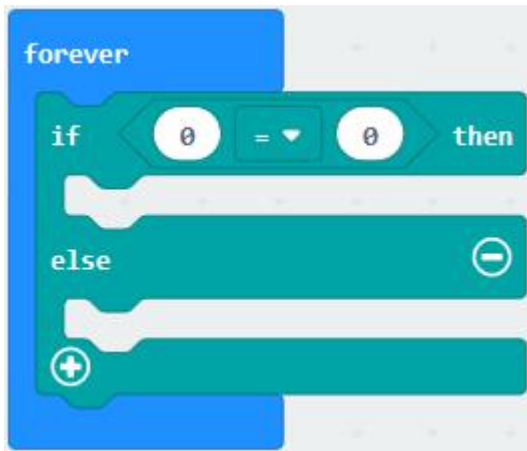 forever
if 0 = 0 then
else